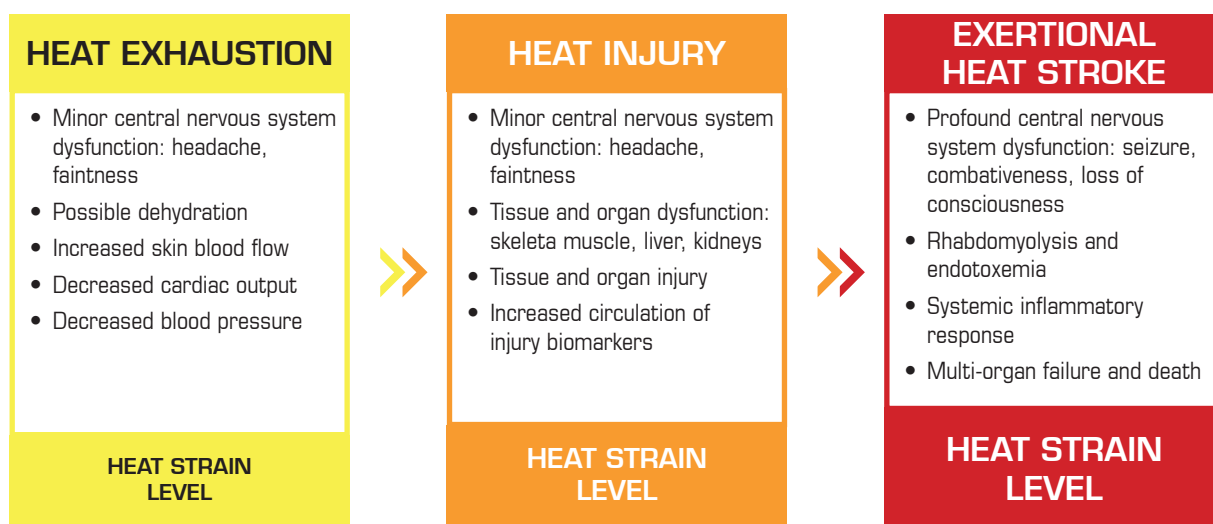 HEAT EXHAUSTION
• Minor central nervous system
dysfunction: headache,
faintness
• Possible dehydration
• Increased skin blood flow
• Decreased cardiac output
• Decreased blood pressure
HEAT STRAIN
LEVEL
HEAT INJURY
• Minor central nervous system
dysfunction: headache,
faintness
• Tissue and organ dysfunction:
skeleta muscle, liver, kidneys
• Tissue and organ injury
• Increased circulation of
injury biomarkers
HEAT STRAIN
LEVEL
EXERTIONAL
HEAT STROKE
• Profound central nervous
system dysfunction: seizure,
combativeness, loss of
consciousness
• Rhabdomyolysis and
endotoxemia
• Systemic inflammatory
response
• Multi-organ failure and death
HEAT STRAIN
LEVEL